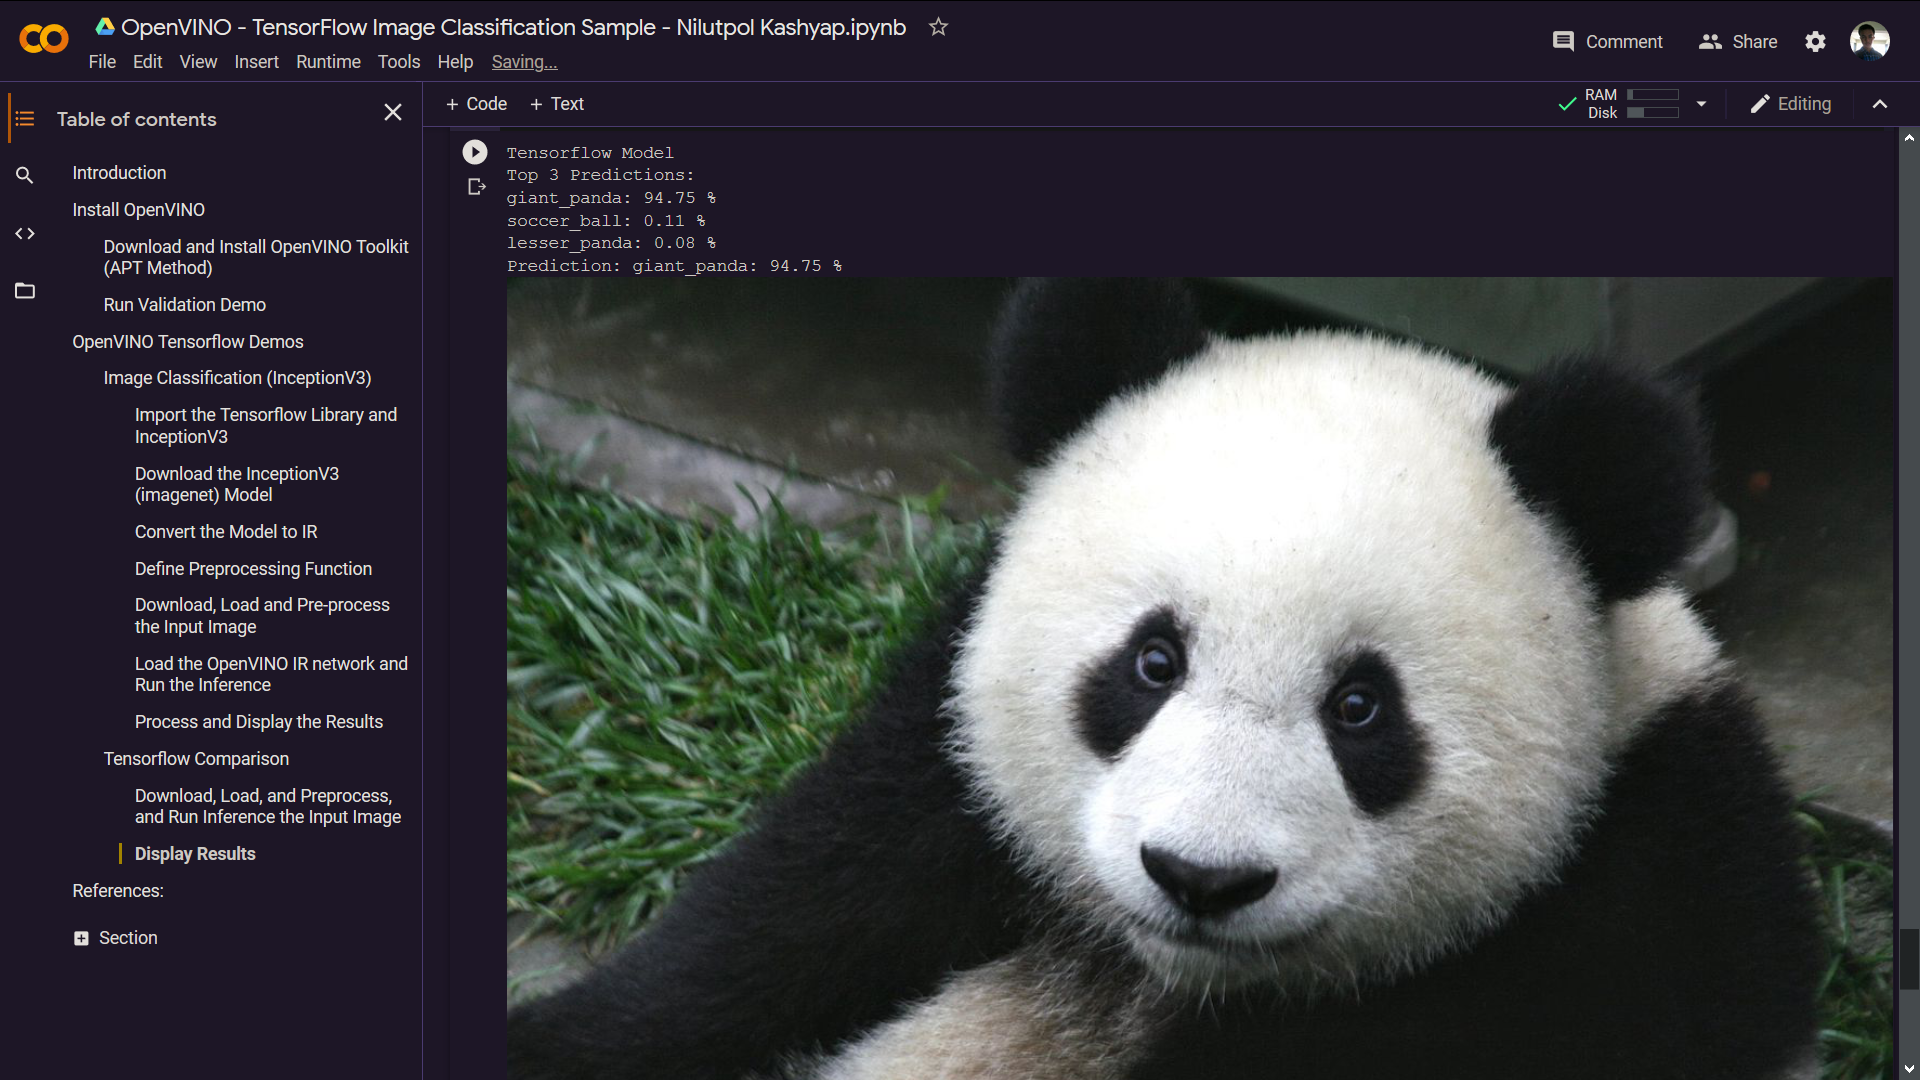 OpenVINO - TensorFlow Image Classification Sample - Nilutpol Kashyap.ipynb
File Edit View Insert Runtime Tools Help Saving...
Comment Share
Table of contents
Introduction
Install OpenVINO
Download and Install OpenVINO Toolkit
(APT Method)
Run Validation Demo
OpenVINO Tensorflow Demos
Image Classification (InceptionV3)
Import the Tensorflow Library and
InceptionV3
Download the InceptionV3
(imagenet) Model
Convert the Model to IR
Define Preprocessing Function
Download, Load and Pre-process
the Input Image
Load the OpenVINO IR network and
Run the Inference
Process and Display the Results
Tensorflow Comparison
Download, Load, and Preprocess,
and Run Inference the Input Image
Display Results
References:
Section
+ Code + Text
RAM
Disk
Editing
Tensorflow Model
Top 3 Predictions:
giant_panda: 94.75 %
soccer_ball: 0.11 %
lesser_panda: 0.08 %
Prediction: giant_panda: 94.75 %